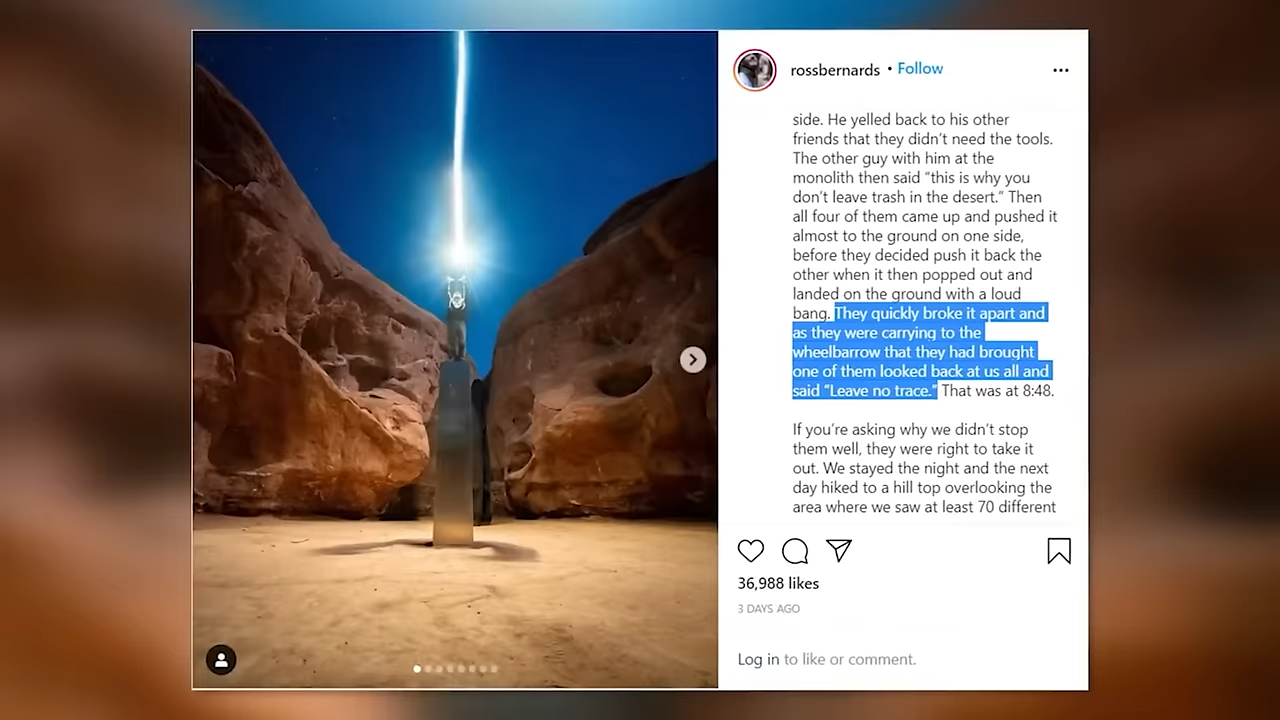 rossbernards • Follow
side. He yelled back to his other
friends that they didn’t need the tools.
The other guy with him at the
monolith then said “this is why you
don’t leave trash in the desert.” Then
all four of them came up and pushed it
almost to the ground on one side,
before they decided push it back the
other when it then popped out and
landed on the ground with a loud
bang. They quickly broke it apart and
as they were carrying to the
wheelbarrow that they had brought
one of them looked back at us all and
said “Leave no trace.” That was at 8:48.
If you’re asking why we didn’t stop
them well, they were right to take it
out. We stayed the night and the next
day hiked to a hill top overlooking the
area where we saw at least 70 different
36,988 likes
3 DAYS AGO
Log in to like or comment.